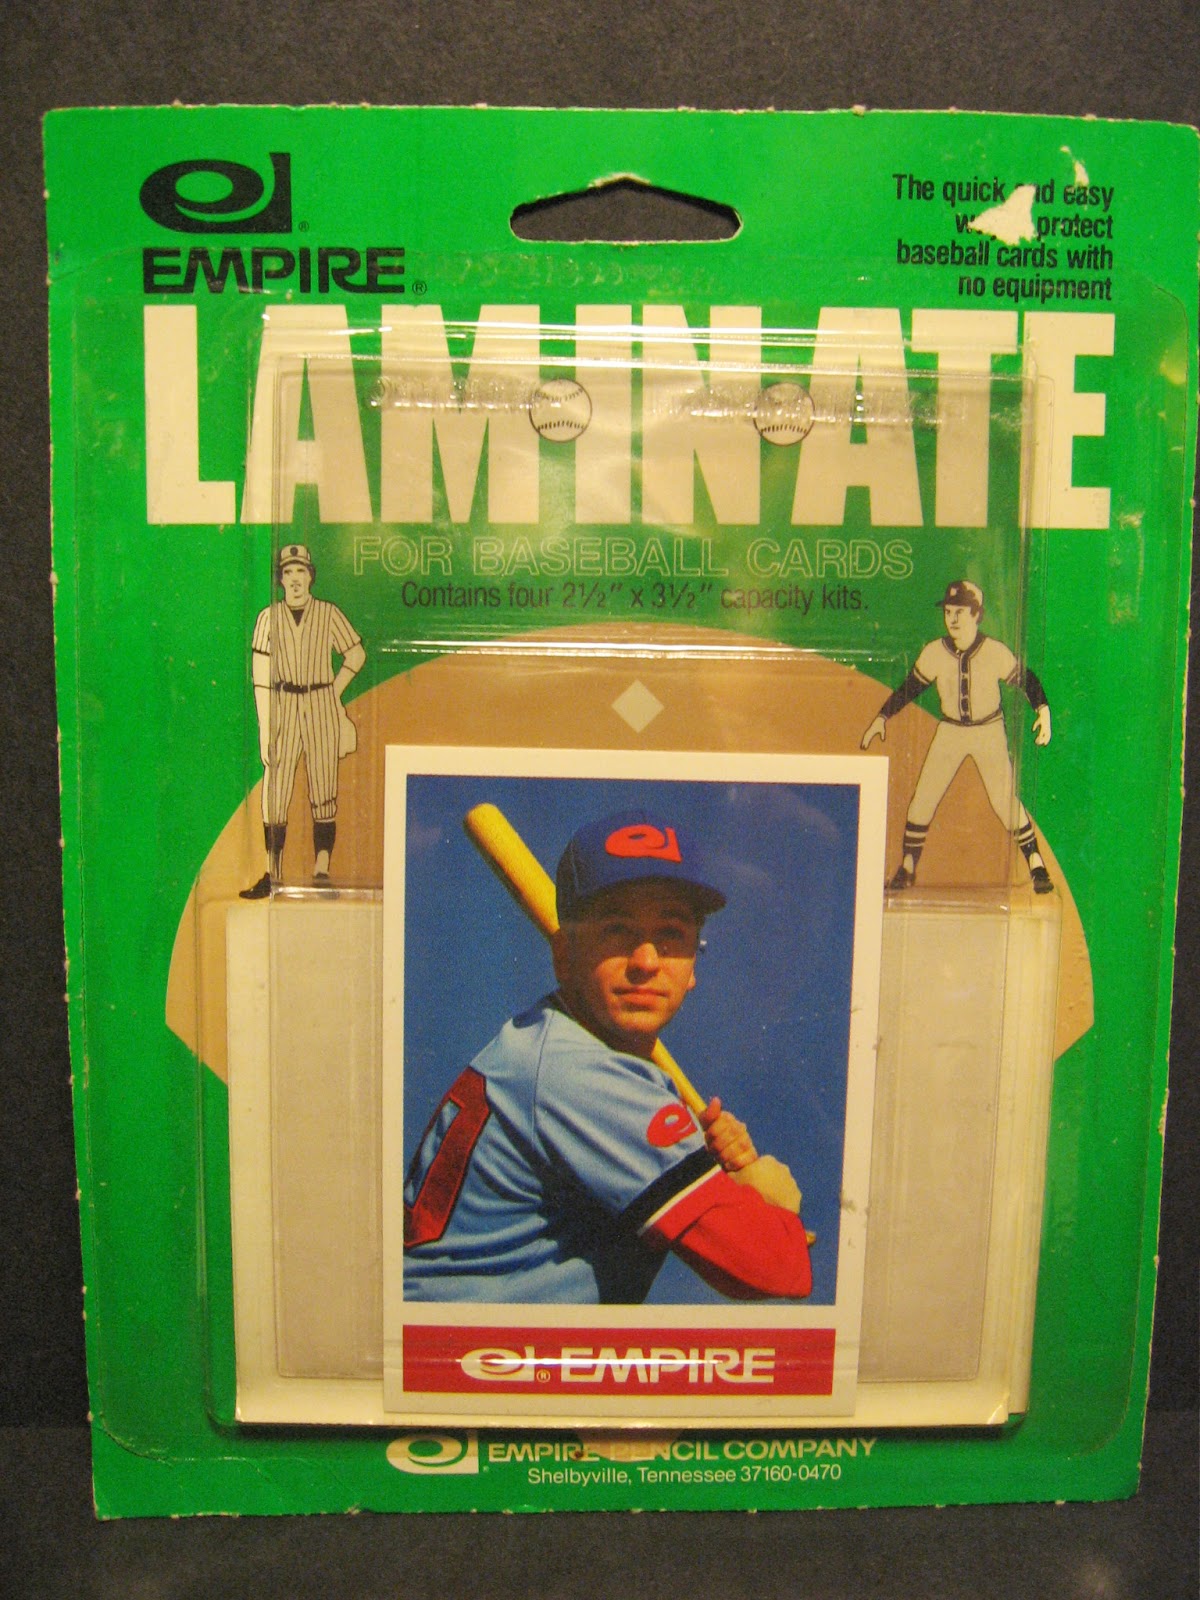 EMPIRE®
The quick and easy
protect
baseball cards with
no equipment
LAMINATE
FOR BASEBALL CARDS
Contains four 2½" x 3½" capacity kits.
® EMPIRE
EMPIRE PENCIL COMPANY
Shelbyville, Tennessee 37160-0470